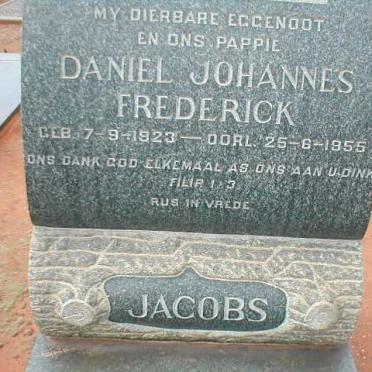 MY DIERBARE EGGENOOT
EN ONS PAPPIE
DANIEL JOHANNES
FREDERICK
GEB. 7-9-1923 — OORL. 25-6-1955
ONS DANK GOD ELKEMAAL AS ONS AAN U DINK
FILIP. 1:3
RUS IN VREDE
JACOBS